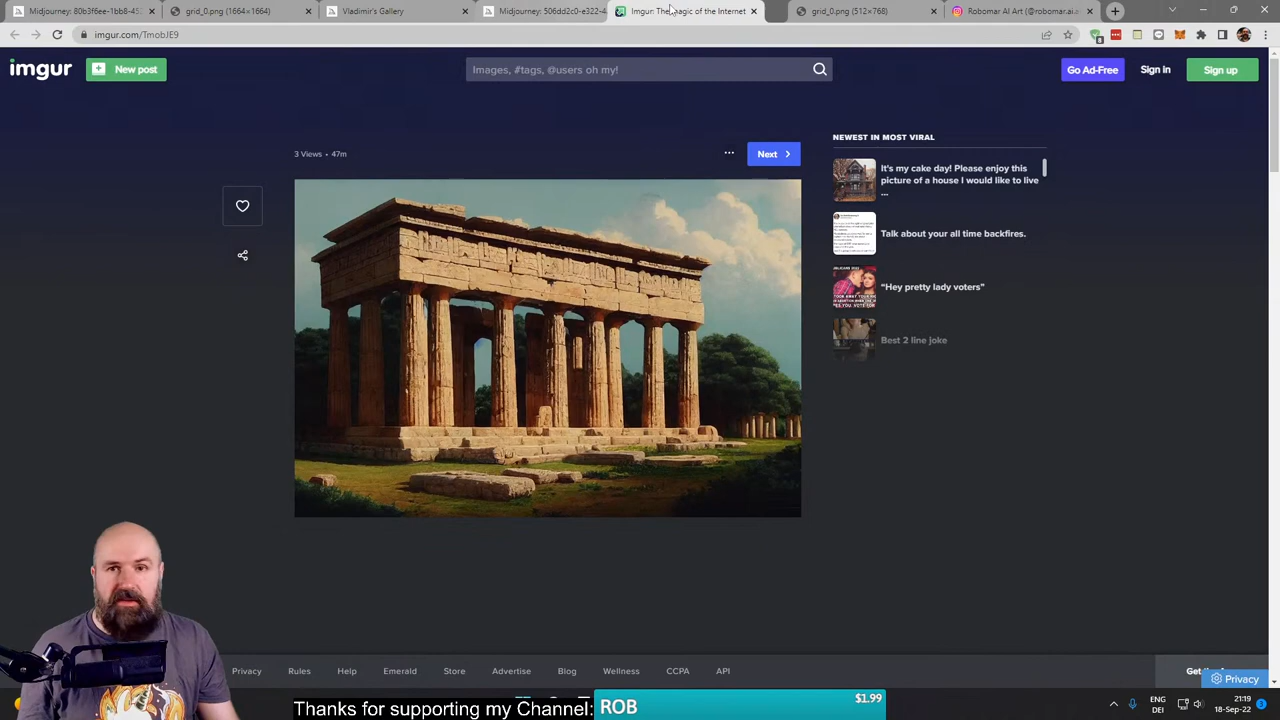 Midjourney: 80b3f6ee-1bb8-455
grid_0.png (1664×1664)
Vladimir's Gallery
Midjourney: 506dd2c0-e322-4
Imgur: The magic of the Internet
grid_0.png (512×768)
Robomar AI Art
imgur.com/TmobJE9
imgur
New post
Images, #tags, @users oh my!
Go Ad-Free
Sign in
Sign up
3 Views • 47m
Next
NEWEST IN MOST VIRAL
It's my cake day! Please enjoy this
picture of a house I would like to live
...
Talk about your all time backfires..
"Hey pretty lady voters"
Best 2 line joke
Privacy
Rules
Help
Emerald
Store
Advertise
Blog
Wellness
CCPA
API
Privacy
Thanks for supporting my Channel:
ROB
$1.99
ENG
DE
21:19
18-Sep-22